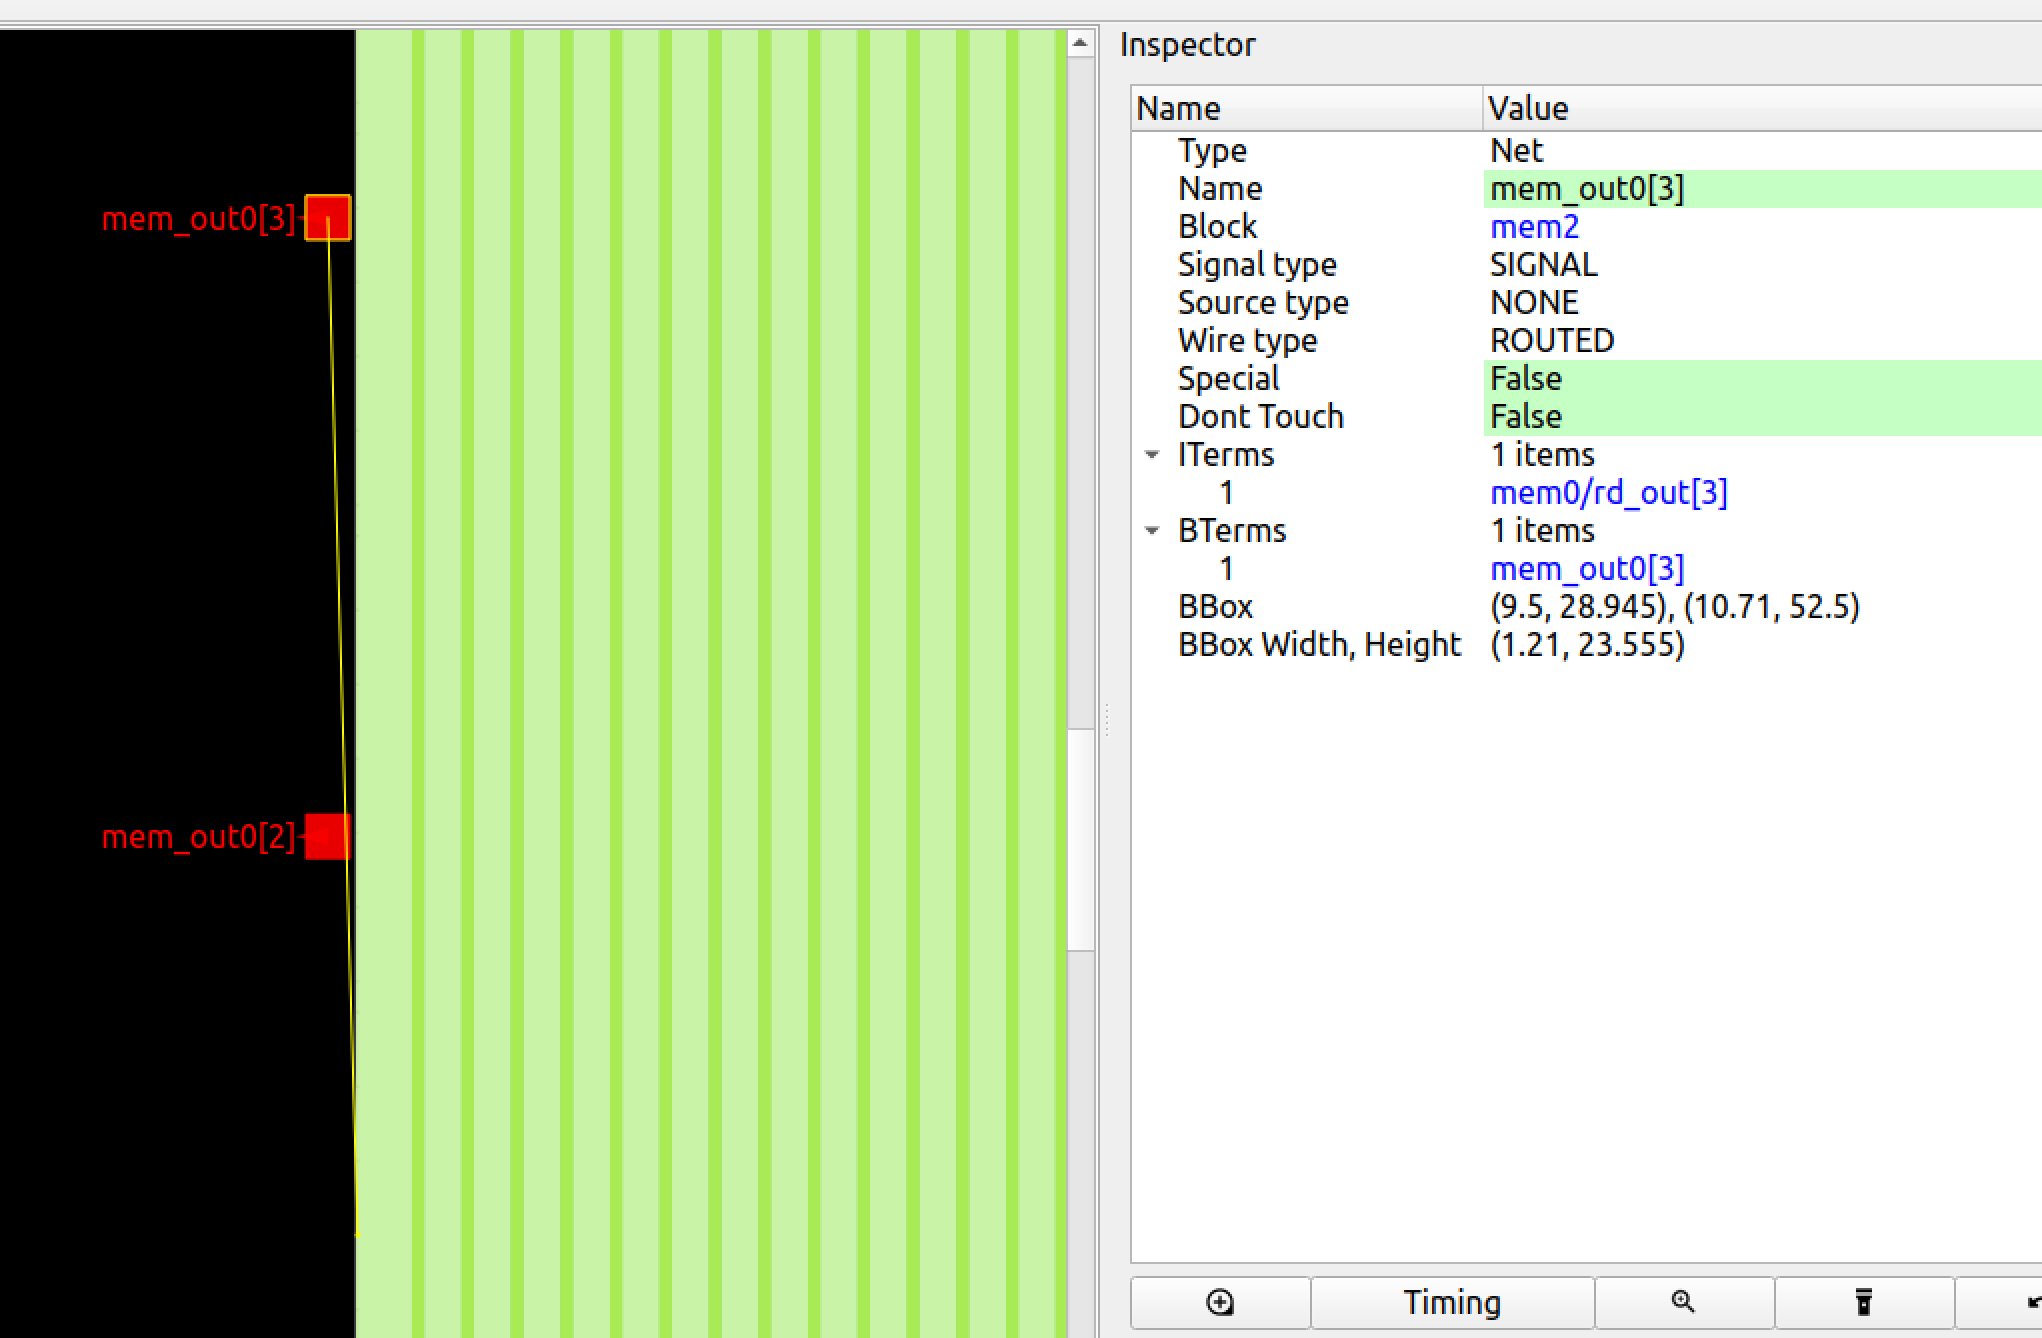 Inspector
Name Value
Type Net
Name mem_out0[3]
Block mem2
Signal type SIGNAL
Source type NONE
Wire type ROUTED
Special False
Dont Touch False
ITerms 1 items
1 mem0/rd_out[3]
BTerms 1 items
1 mem_out0[3]
BBox (9.5, 28.945), (10.71, 52.5)
BBox Width, Height (1.21, 23.555)
Timing
mem_out0[3]
mem_out0[2]